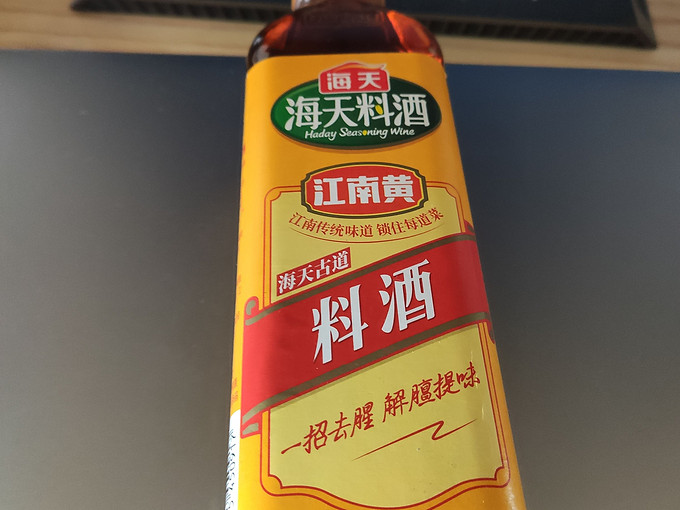 海天
海天料酒
Haday Seasoning Wine
江南黄
江南传统味道 锁住每道菜
海天古道
料酒
一招去腥 解膻提味